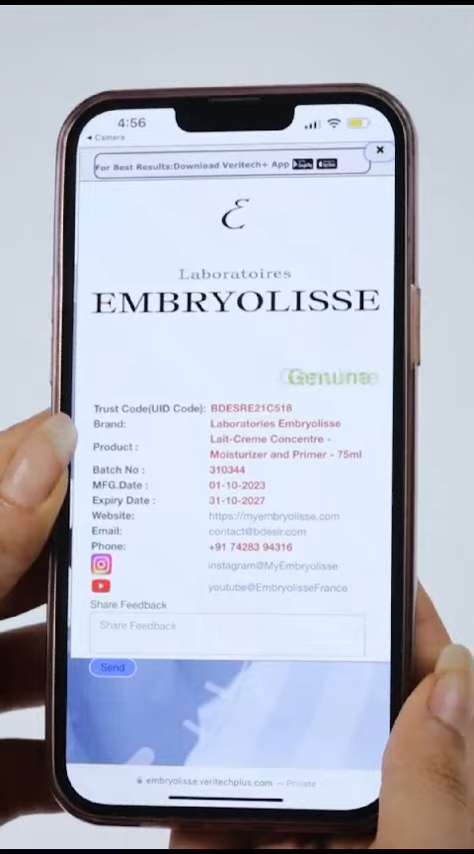 4:56
◀ Camera
For Best Results:Download Veritech+ App
×
ε
Laboratoires
EMBRYOLISSE
Genuine
Trust Code(UID Code): BDESRE21C518
Brand: Laboratories Embryolisse
Product : Lait-Creme Concentre -
Moisturizer and Primer - 75ml
Batch No : 310344
MFG.Date : 01-10-2023
Expiry Date : 31-10-2027
Website: https://myembryolisse.com
Email: contact@bdesir.com
Phone: +91 74283 94316
instagram@MyEmbryolisse
youtube@EmbryolisseFrance
Share Feedback
Share Feedback
Send
embryolisse.veritechplus.com — Private